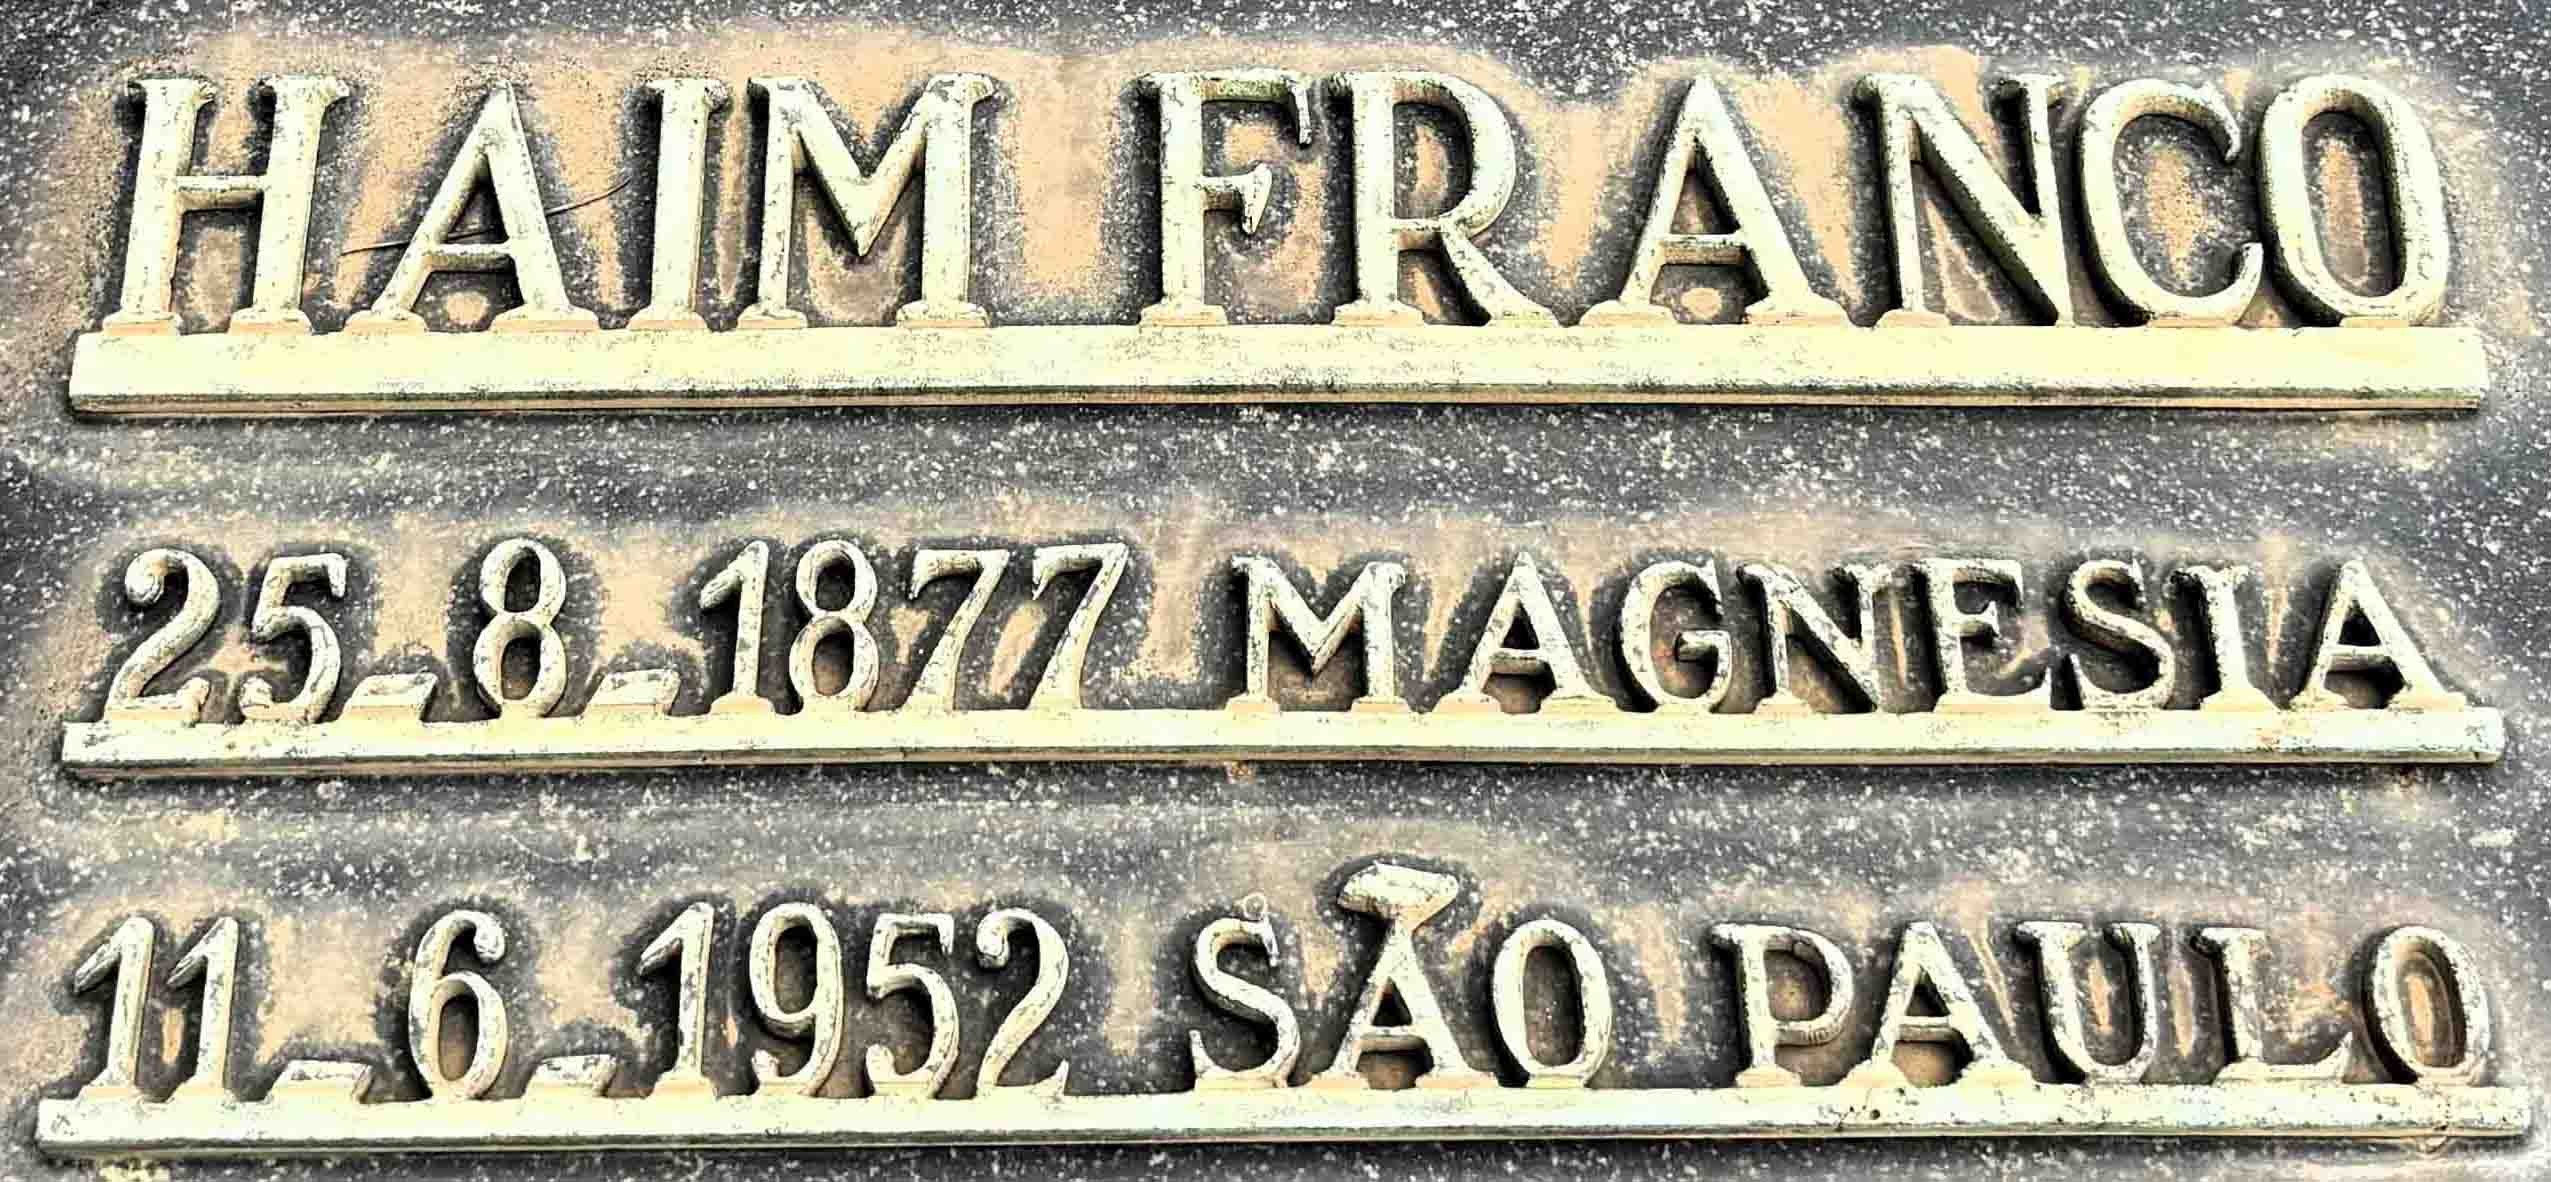 HAIM FRANCO
25-8-1877 MAGNESIA
11-6-1952 SÃO PAULO